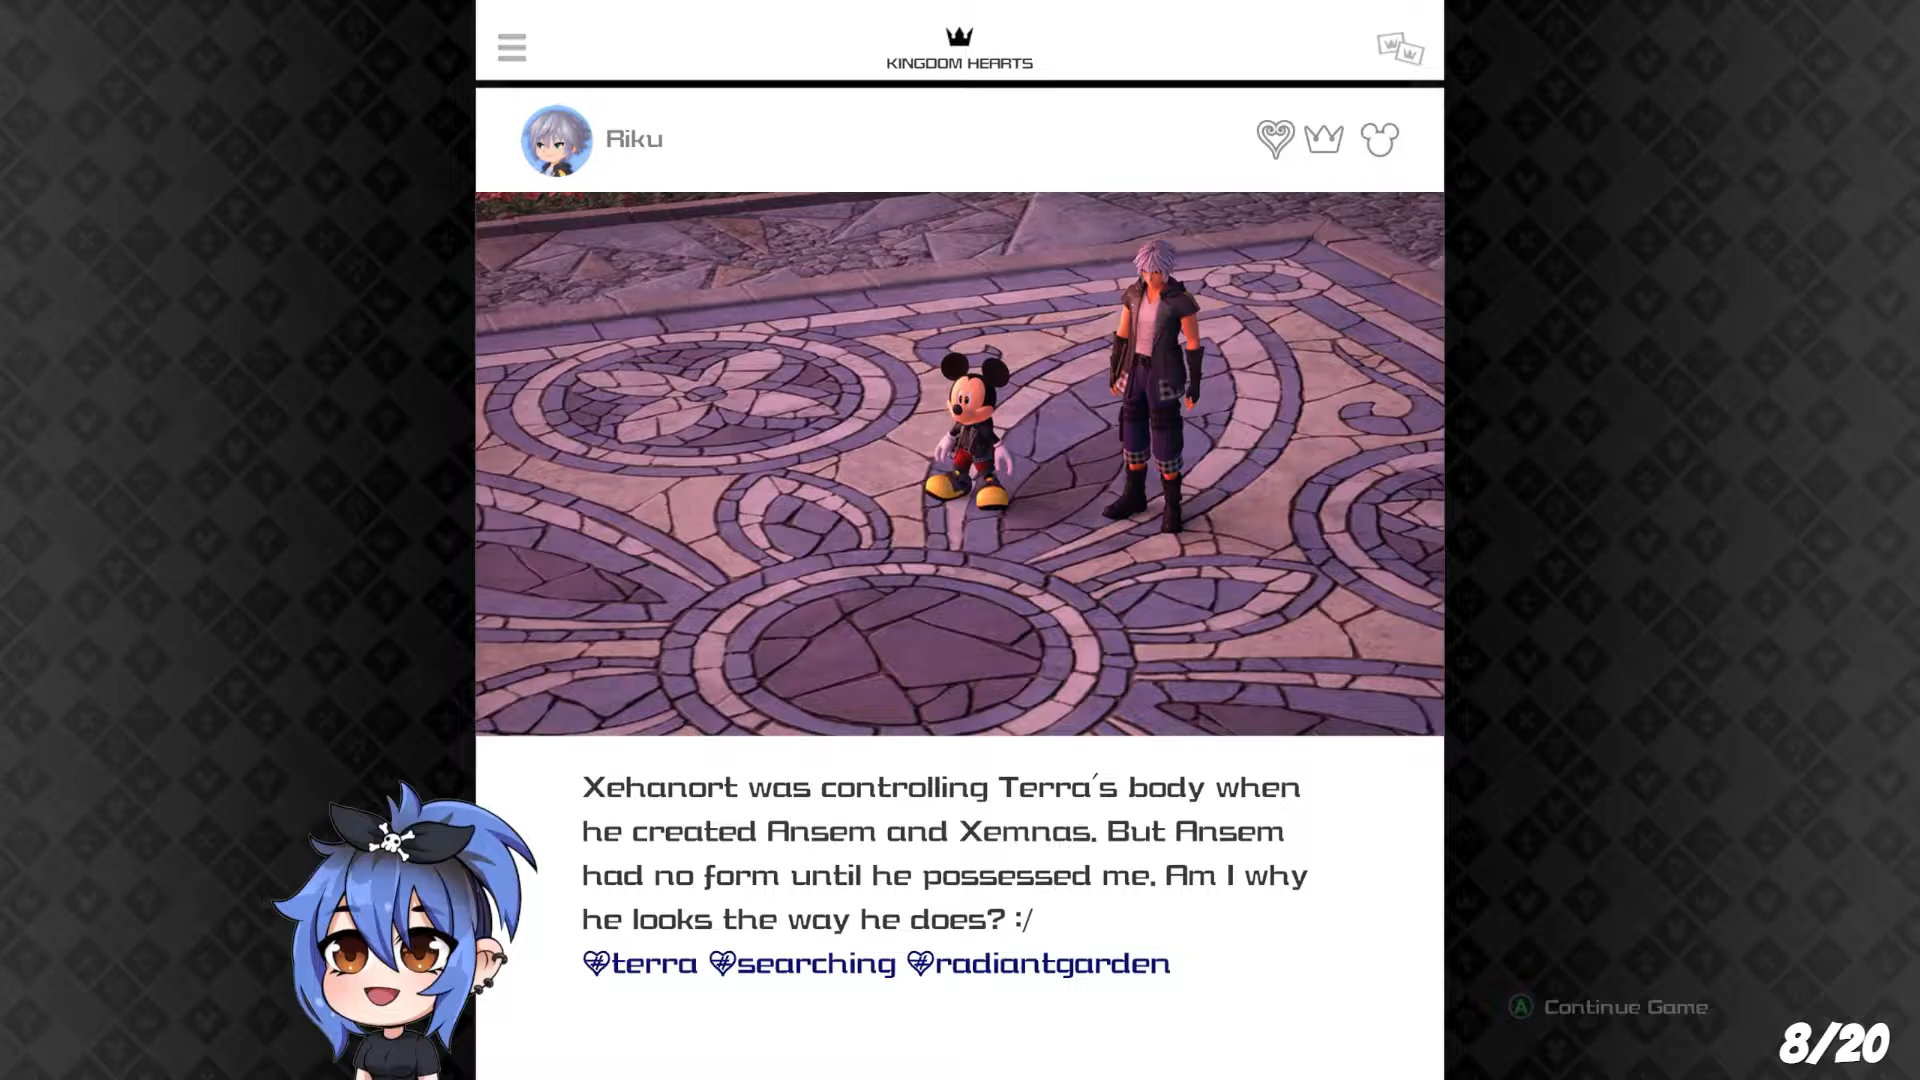 KINGDOM HEARTS
Riku
Xehanort was controlling Terra's body when
he created Ansem and Xemnas. But Ansem
had no form until he possessed me. Am I why
he looks the way he does? :/
#terra #searching #radiantgarden
A Continue Game
8/20